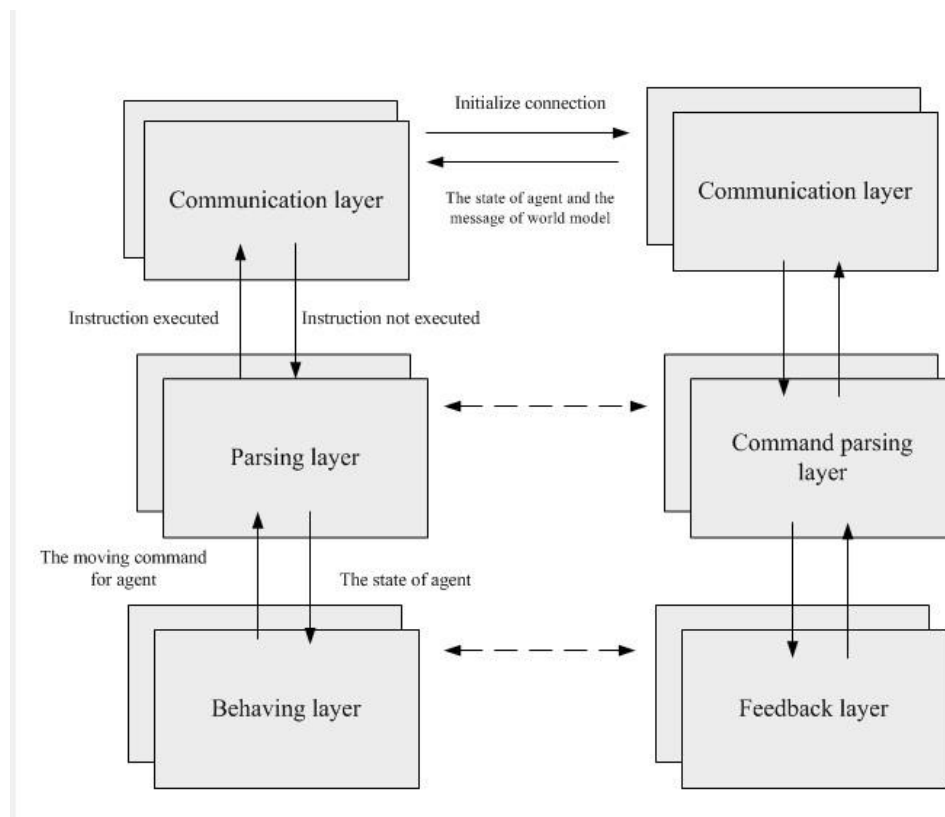 Initialize connection
Communication layer
Communication layer
The state of agent and the
message of world model
Instruction executed
Instruction not executed
Parsing layer
Command parsing
layer
The moving command
for agent
The state of agent
Behaving layer
Feedback layer